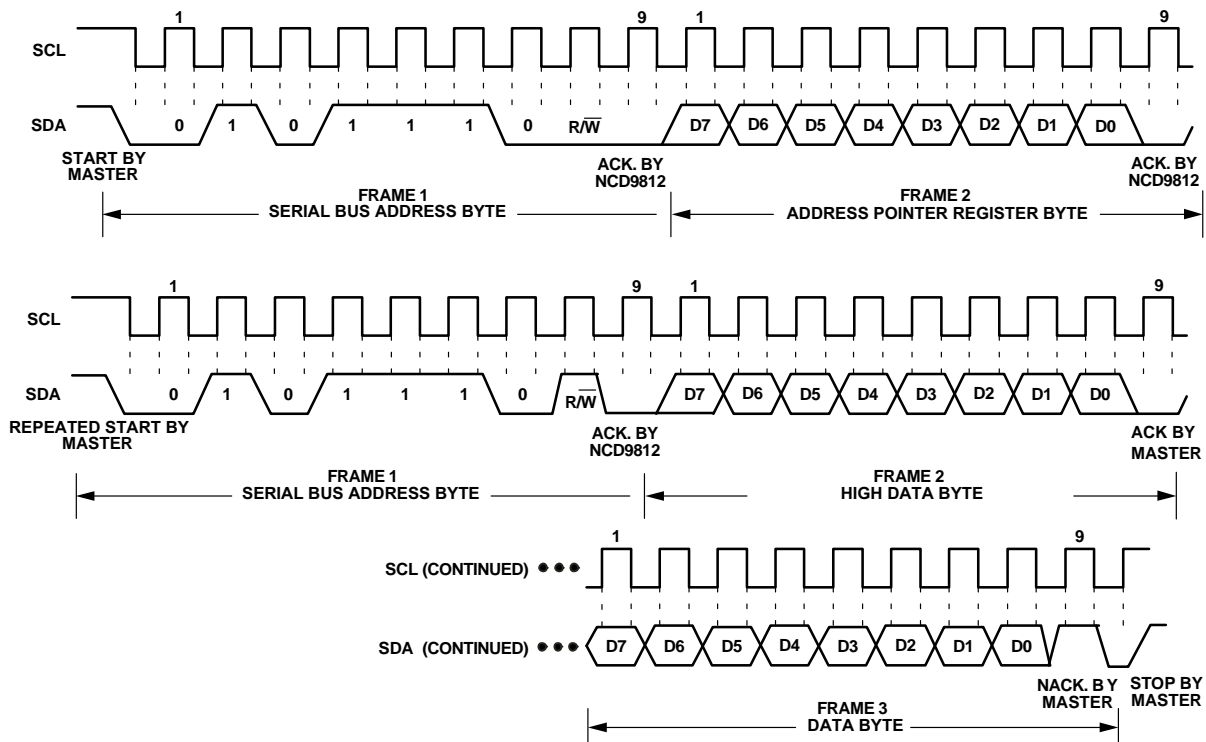 1 9 1 9
SCL
SDA 0 1 0 1 1 1 0 R/W D7 D6 D5 D4 D3 D2 D1 D0
START BY
MASTER
ACK. BY
NCD9812
ACK. BY
NCD9812
FRAME 1
SERIAL BUS ADDRESS BYTE
FRAME 2
ADDRESS POINTER REGISTER BYTE
1 9 1 9
SCL
SDA 0 1 0 1 1 1 0 R/W D7 D6 D5 D4 D3 D2 D1 D0
REPEATED START BY
MASTER
ACK. BY
NCD9812
ACK BY
MASTER
FRAME 1
SERIAL BUS ADDRESS BYTE
FRAME 2
HIGH DATA BYTE
1 9
SCL (CONTINUED)
SDA (CONTINUED) D7 D6 D5 D4 D3 D2 D1 D0
NACK. B Y
MASTER
STOP BY
MASTER
FRAME 3
DATA BYTE